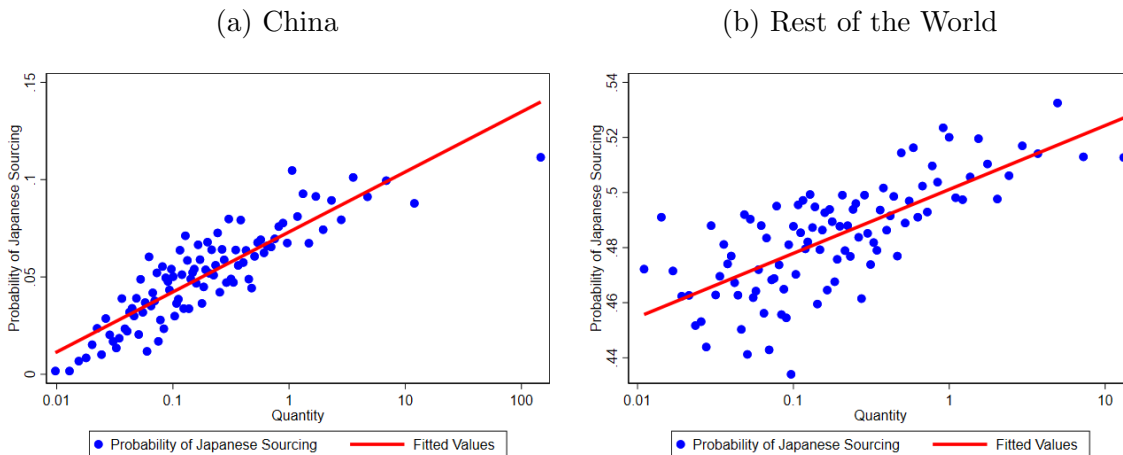 (a) China
Probability of Japanese Sourcing
.15
.1
.05
0
0.01 0.1 1 10 100
Quantity
Probability of Japanese Sourcing Fitted Values
(b) Rest of the World
Probability of Japanese Sourcing
.54
.52
.5
.48
.46
.44
0.01 0.1 1 10
Quantity
Probability of Japanese Sourcing Fitted Values